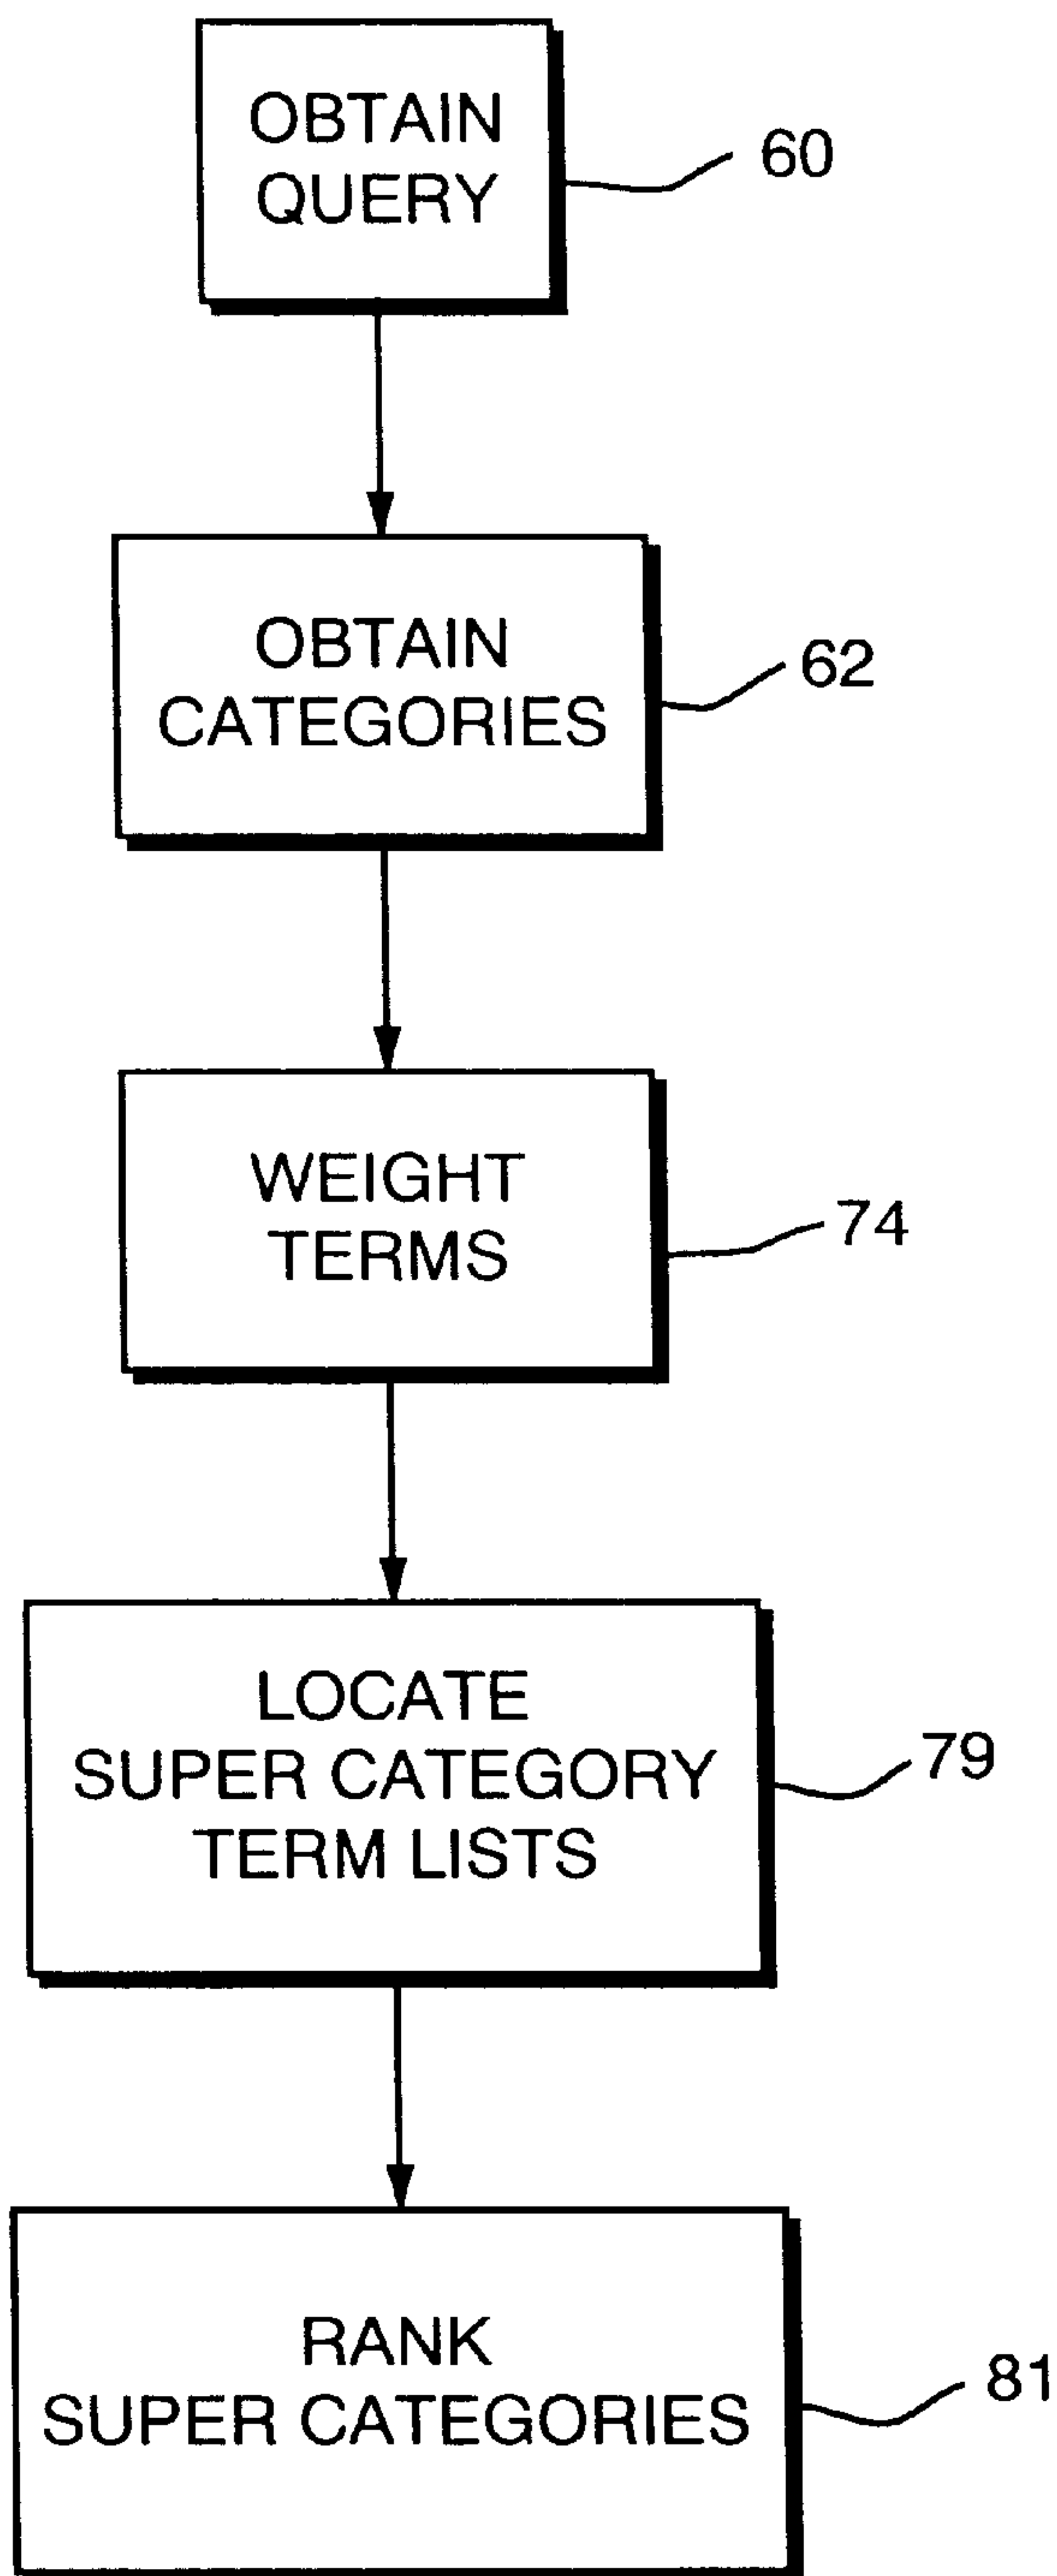 OBTAIN
QUERY
60
OBTAIN
CATEGORIES
62
WEIGHT
TERMS
74
LOCATE
SUPER CATEGORY
TERM LISTS
79
RANK
SUPER CATEGORIES
81